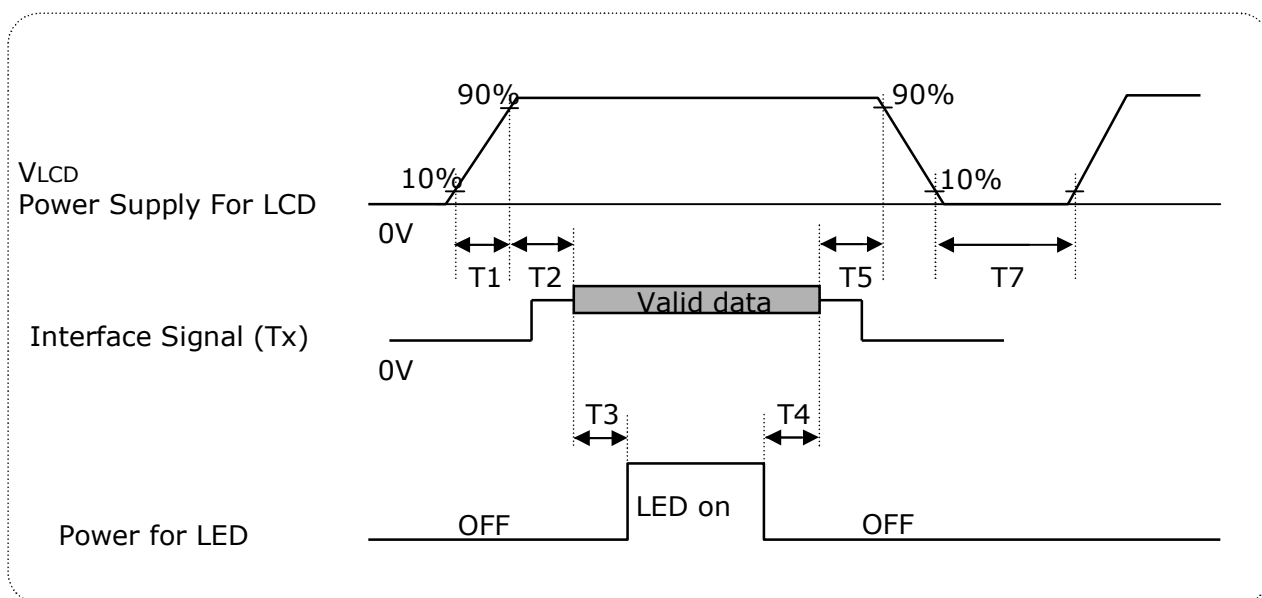 90%
90%
VLCD
10%
10%
Power Supply For LCD
0V
T1
T2
T5
T7
Valid data
Interface Signal (Tx)
0V
T3
T4
LED on
OFF
OFF
Power for LED